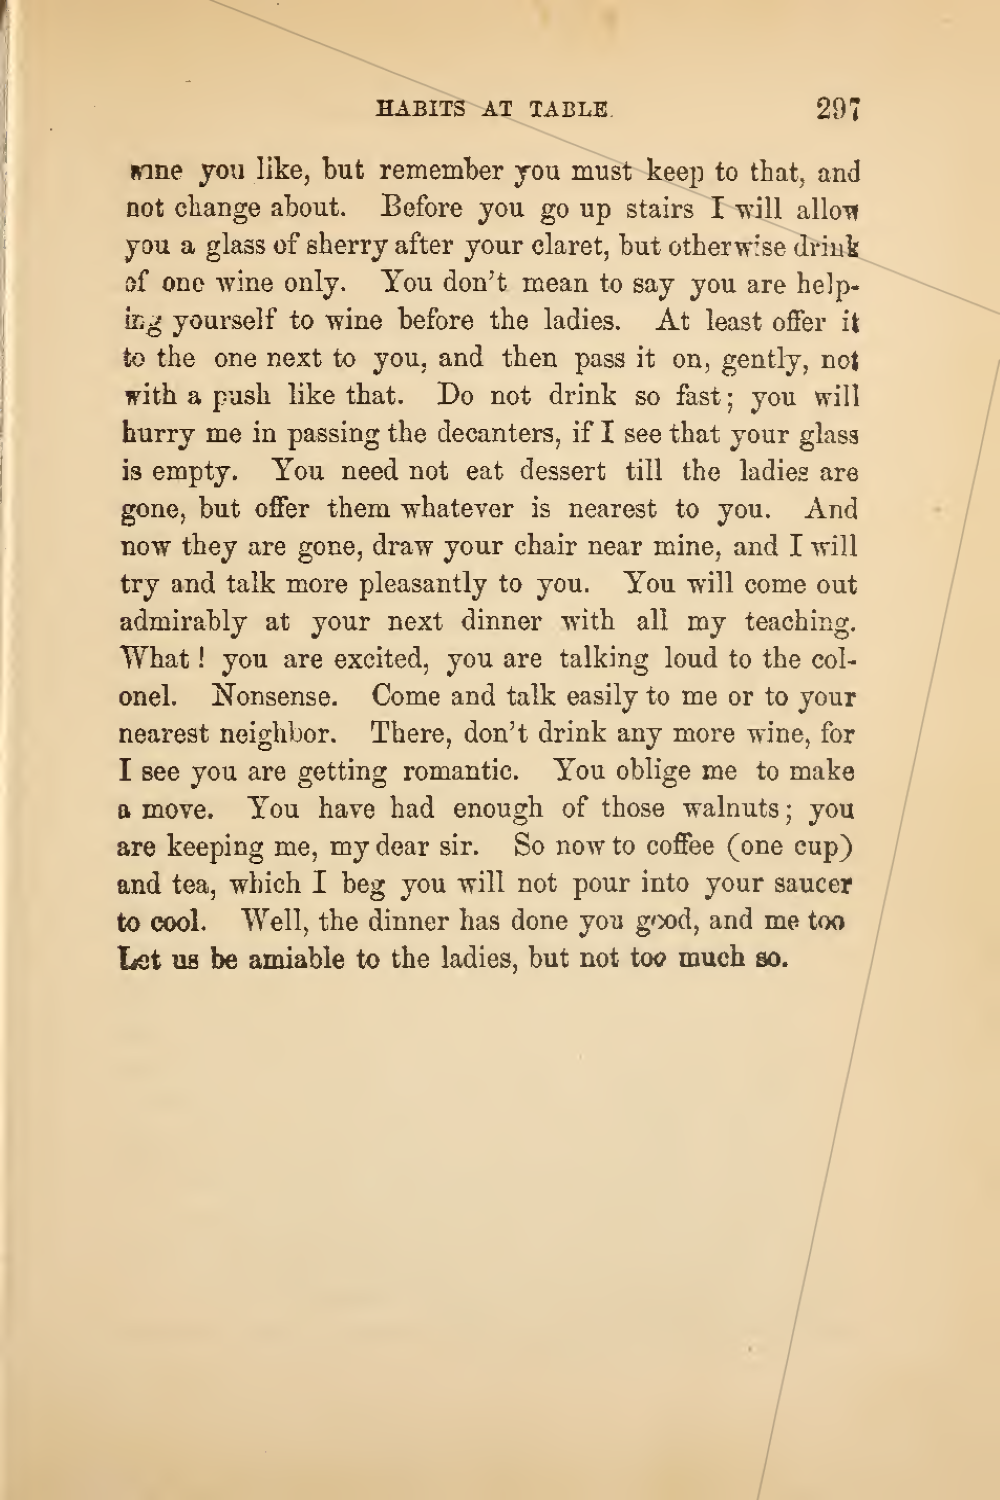 HABITS AT TABLE. 297
wine you like, but remember you must keep to that, and
not change about. Before you go up stairs I will allow
you a glass of sherry after your claret, but otherwise drink
of one wine only. You don't mean to say you are help-
ing yourself to wine before the ladies. At least offer it
to the one next to you, and then pass it on, gently, not
with a push like that. Do not drink so fast; you will
hurry me in passing the decanters, if I see that your glass
is empty. You need not eat dessert till the ladies are
gone, but offer them whatever is nearest to you. And
now they are gone, draw your chair near mine, and I will
try and talk more pleasantly to you. You will come out
admirably at your next dinner with all my teaching.
What! you are excited, you are talking loud to the col-
onel. Nonsense. Come and talk easily to me or to your
nearest neighbor. There, don't drink any more wine, for
I see you are getting romantic. You oblige me to make
a move. You have had enough of those walnuts; you
are keeping me, my dear sir. So now to coffee (one cup)
and tea, which I beg you will not pour into your saucer
to cool. Well, the dinner has done you good, and me too
Let us be amiable to the ladies, but not too much so.